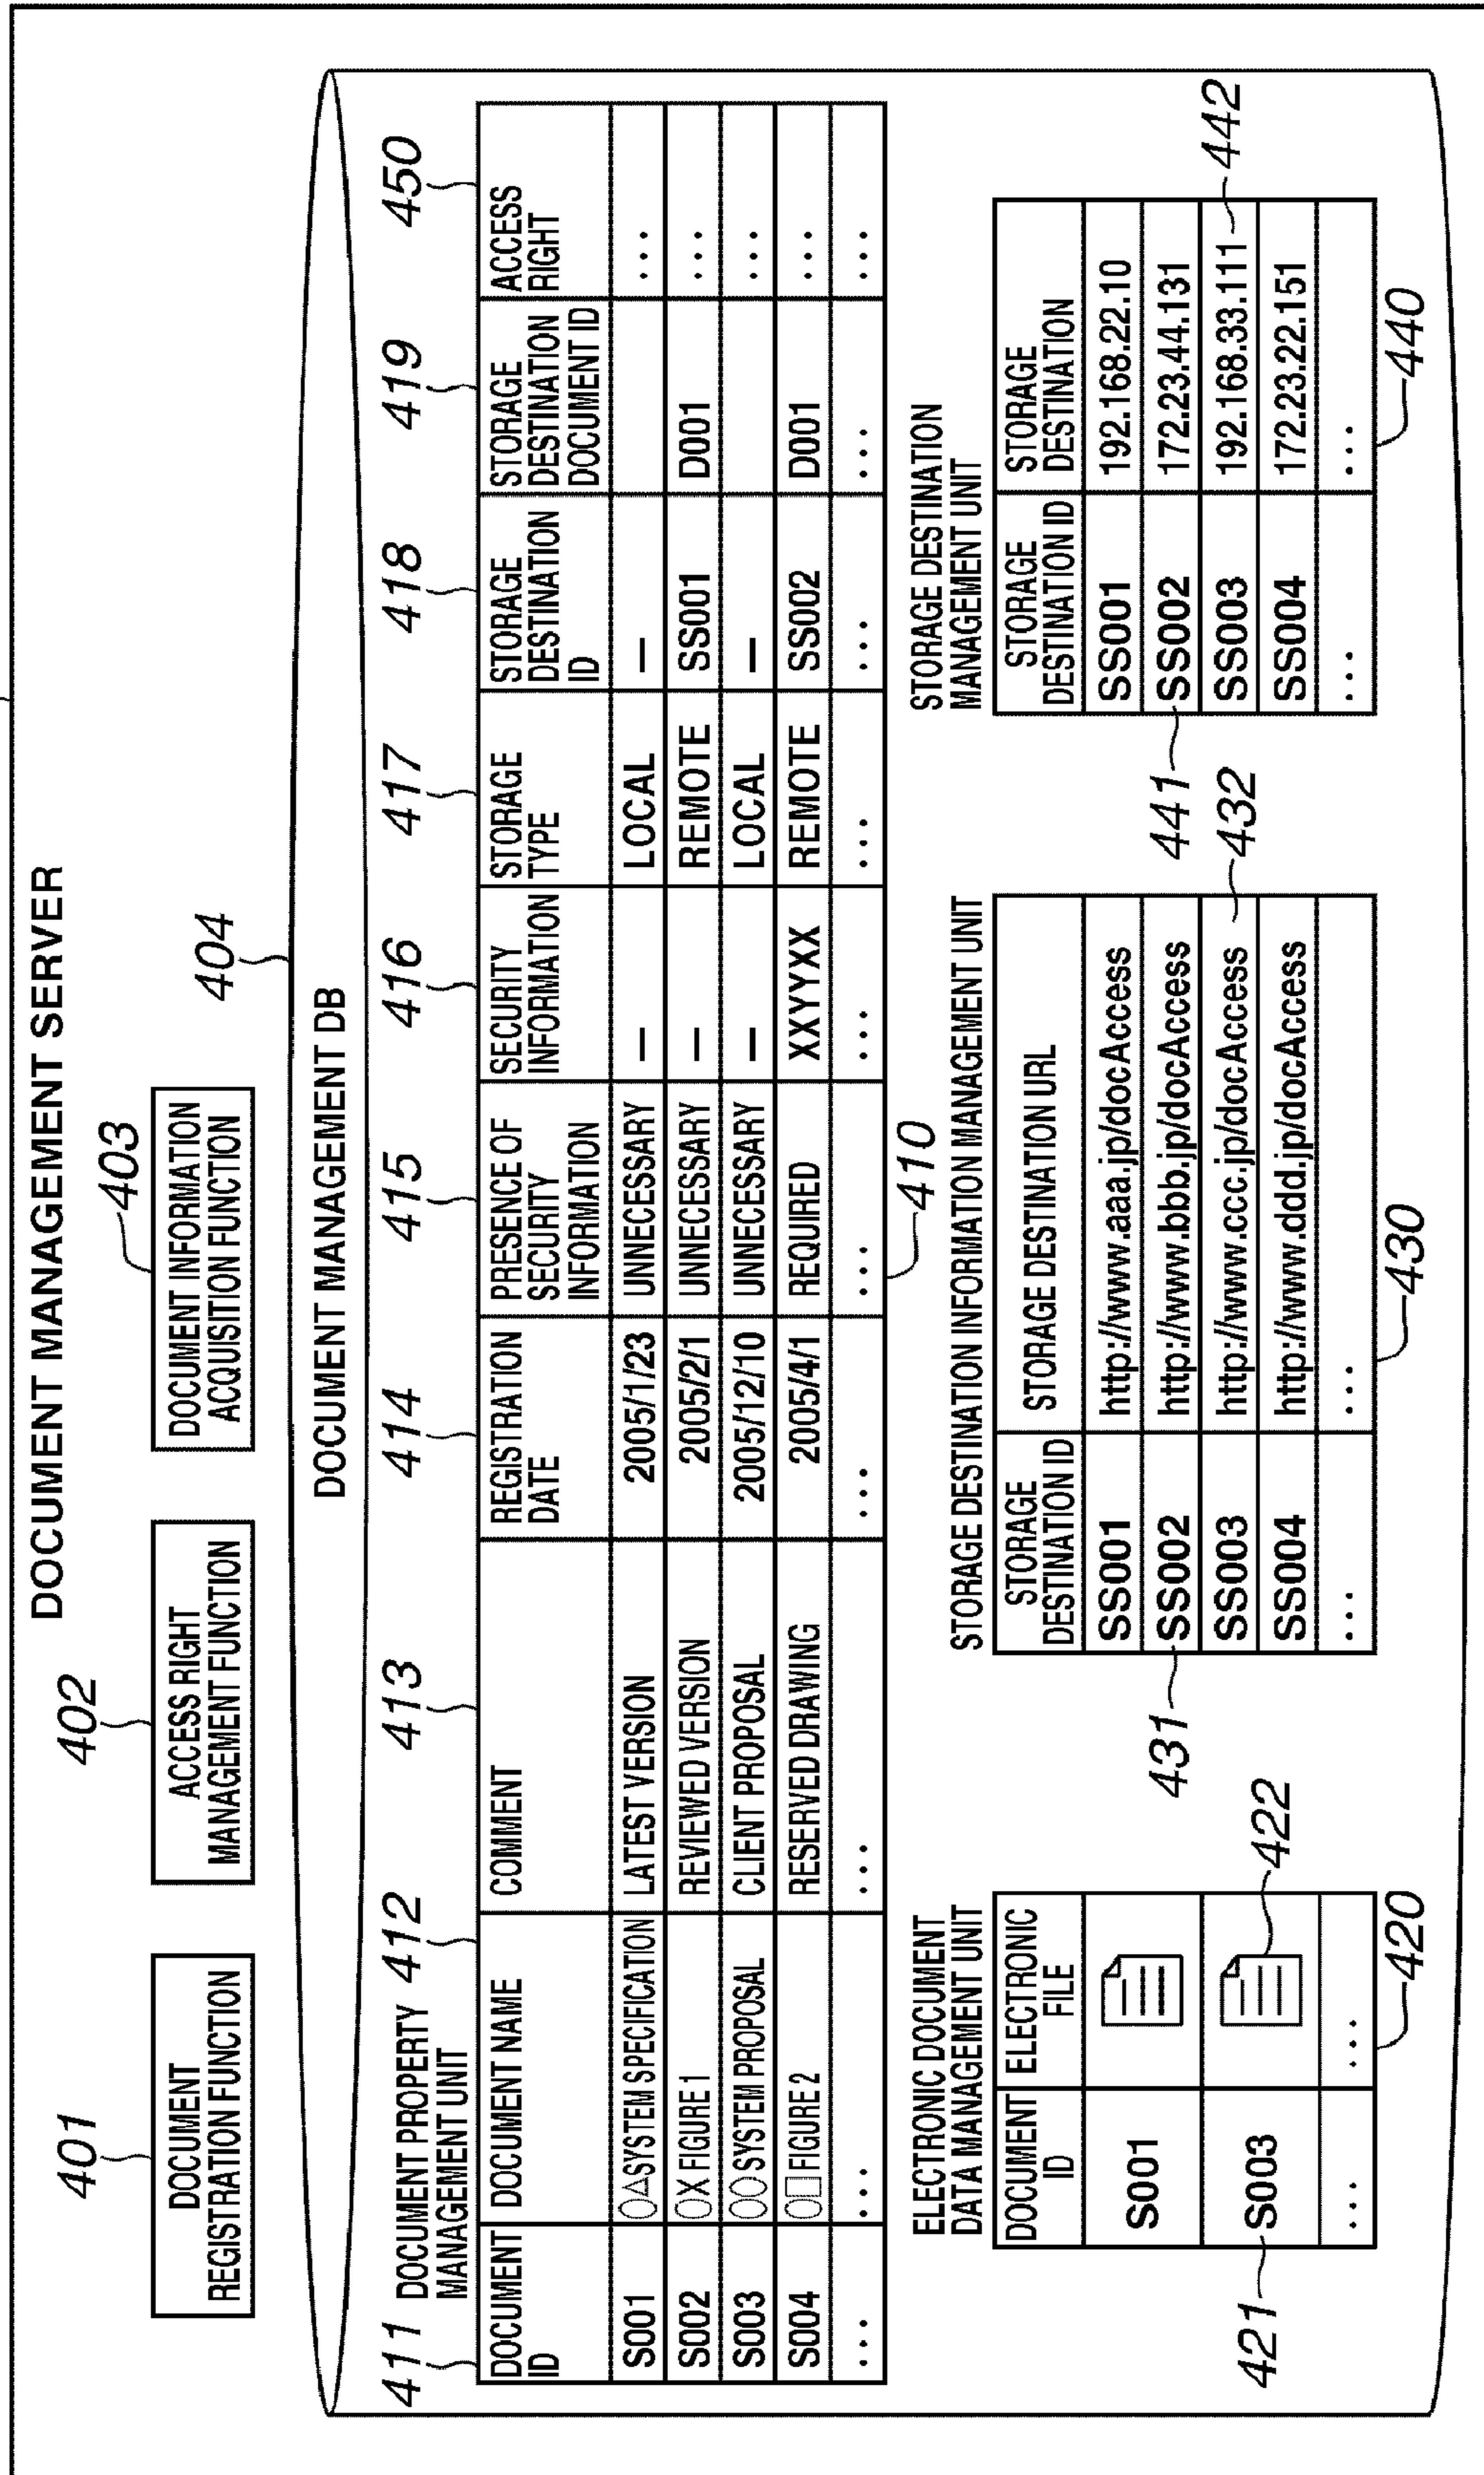 DOCUMENT MANAGEMENT SERVER
401
402
403
404
DOCUMENT
REGISTRATION FUNCTION
ACCESS RIGHT
MANAGEMENT FUNCTION
DOCUMENT INFORMATION
ACQUISITION FUNCTION
DOCUMENT MANAGEMENT DB
DOCUMENT PROPERTY
MANAGEMENT UNIT
411 412 413 414 415 416 417 418 419 450
DOCUMENT
ID
DOCUMENT NAME
COMMENT
REGISTRATION
DATE
PRESENCE OF
SECURITY
INFORMATION
SECURITY
INFORMATION
STORAGE
TYPE
STORAGE
DESTINATION
ID
STORAGE
DESTINATION
DOCUMENT ID
ACCESS
RIGHT
S001 ○△SYSTEM SPECIFICATION LATEST VERSION 2005/1/23 UNNECESSARY — LOCAL — ...
S002 ○X FIGURE 1 REVIEWED VERSION 2005/2/1 UNNECESSARY — REMOTE SS001 D001 ...
S003 ○○ SYSTEM PROPOSAL CLIENT PROPOSAL 2005/12/10 UNNECESSARY — LOCAL — ...
S004 ○□ FIGURE 2 RESERVED DRAWING 2005/4/1 REQUIRED XXYYXX REMOTE SS002 D001 ...
... ... ... ... ... ... ... ... ... ...
410
ELECTRONIC DOCUMENT
DATA MANAGEMENT UNIT
DOCUMENT
ID
ELECTRONIC
FILE
S001
S003
... ...
421
422
420
STORAGE DESTINATION INFORMATION MANAGEMENT UNIT
STORAGE
DESTINATION ID
STORAGE DESTINATION URL
SS001 http://www.aaa.jp/docAccess
SS002 http://www.bbb.jp/docAccess
SS003 http://www.ccc.jp/docAccess
SS004 http://www.ddd.jp/docAccess
... ...
431
432
430
STORAGE DESTINATION
MANAGEMENT UNIT
STORAGE
DESTINATION ID
STORAGE
DESTINATION
SS001 192.168.22.10
SS002 172.23.44.131
SS003 192.168.33.111
SS004 172.23.22.151
... ...
441
442
440